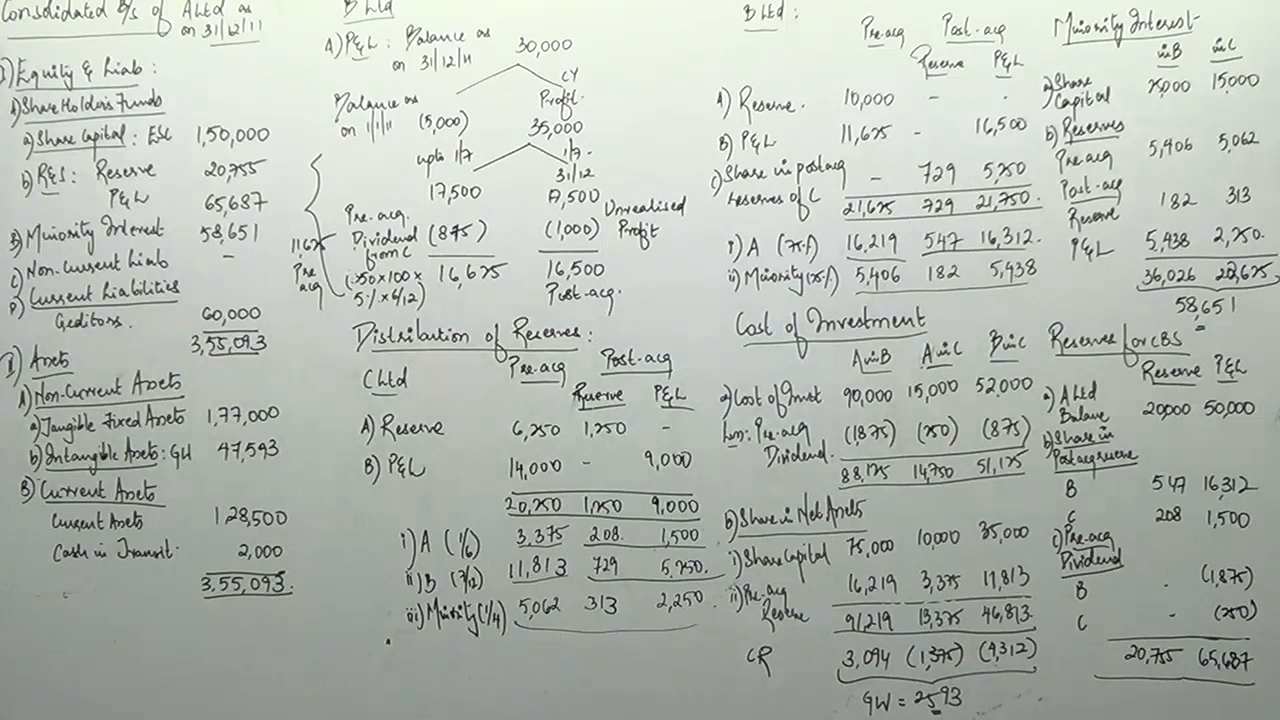 Consolidated B/s of A Ltd as
on 31/12/11
I) Equity & Liab:
A) Share Holders Funds
a) Share Capital: ESC 1,50,000
b) R&S: Reserve 20,755
P&L 65,687
B) Minority Interest 58,651
C) Non-Current Liab -
D) Current Liabilities
Creditors. 60,000
3,55,093
II) Assets
A) Non-Current Assets
a) Tangible Fixed Assets 1,77,000
b) Intangible Assets: GW 47,593
B) Current Assets
Current Assets 1,28,500
Cash in Transit. 2,000
3,55,093.
B Ltd
A) P&L: Balance as
on 31/12/11
30,000
Balance as
on 1/1/11 (5,000)
CY
Profit.
35,000
upto 1/7
17,500
1/7 -
31/12
17,500
Pre-acq.
Dividend
from C (875)
(1,000) Unrealised
Profit
(350x100x
5%x6/12)
16,625
16,500
Post-acq.
11,625
Pre
acq
Distribution of Reserves:
C Ltd
Pre-acq Post-acq
Reserve P&L
A) Reserve 6,250 1,250 -
B) P&L 14,000 - 9,000
20,250 1,250 9,000
i) A (1/6) 3,375 208. 1,500
ii) B (7/12) 11,813 729 5,250.
iii) Minority (1/4) 5,062 313 2,250
B Ltd:
Pre-acq Post-acq
Reserve P&L
A) Reserve. 10,000 - .
B) P&L 11,625 - 16,500
C) Share in post acq
reserves of C - 729 5,250
21,625 729 21,750.
i) A (75%) 16,219 547 16,312.
ii) Minority (25%) 5,406 182 5,438
Cost of Investment
A in B A in C B in C
a) Cost of Invst 90,000 15,000 52,000
Less: Pre-acq
Dividend. (1875) (250) (875)
88,125 14,750 51,125
b) Share in Net Assets
i) Share Capital 75,000 10,000 35,000
ii) Pre-acq
Reserve 16,219 3,375 11,813
91,219 13,375 46,813.
CR 3,094 (1,375) (4,312)
GW = 2593
Minority Interest
in B in C
a) Share
Capital 25,000 15,000
b) Reserves
Pre-acq 5,406 5,062
Post-acq
Reserve 182 313
P&L 5,438 2,250.
36,026 22,625
58,651
Reserves for CBS
Reserve P&L
a) A Ltd
Balance 20,000 50,000
b) Share in
Post acq reserve
B 547 16,312
C 208 1,500
c) Pre-acq
Dividend
B - (1,875)
C - (250)
20,755 65,687